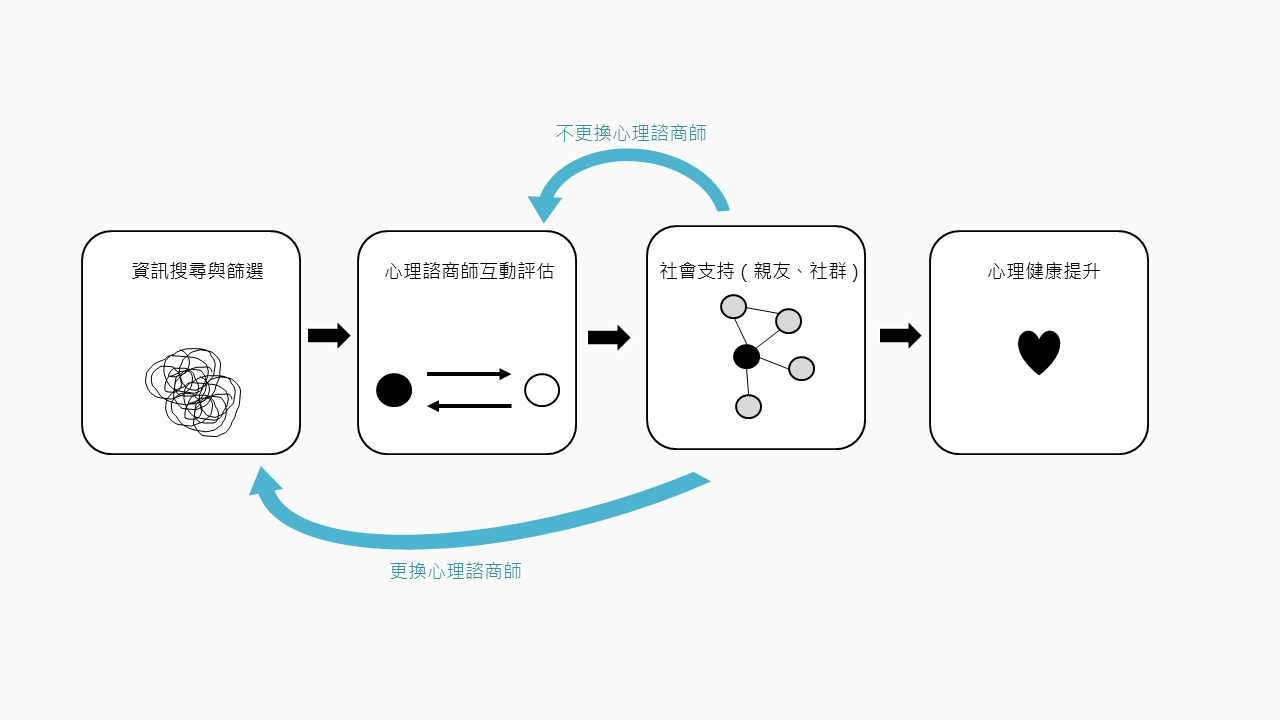 不更換心理諮商師
資訊搜尋與篩選
心理諮商師互動評估
社會支持 ( 親友、社群 )
心理健康提升
更換心理諮商師